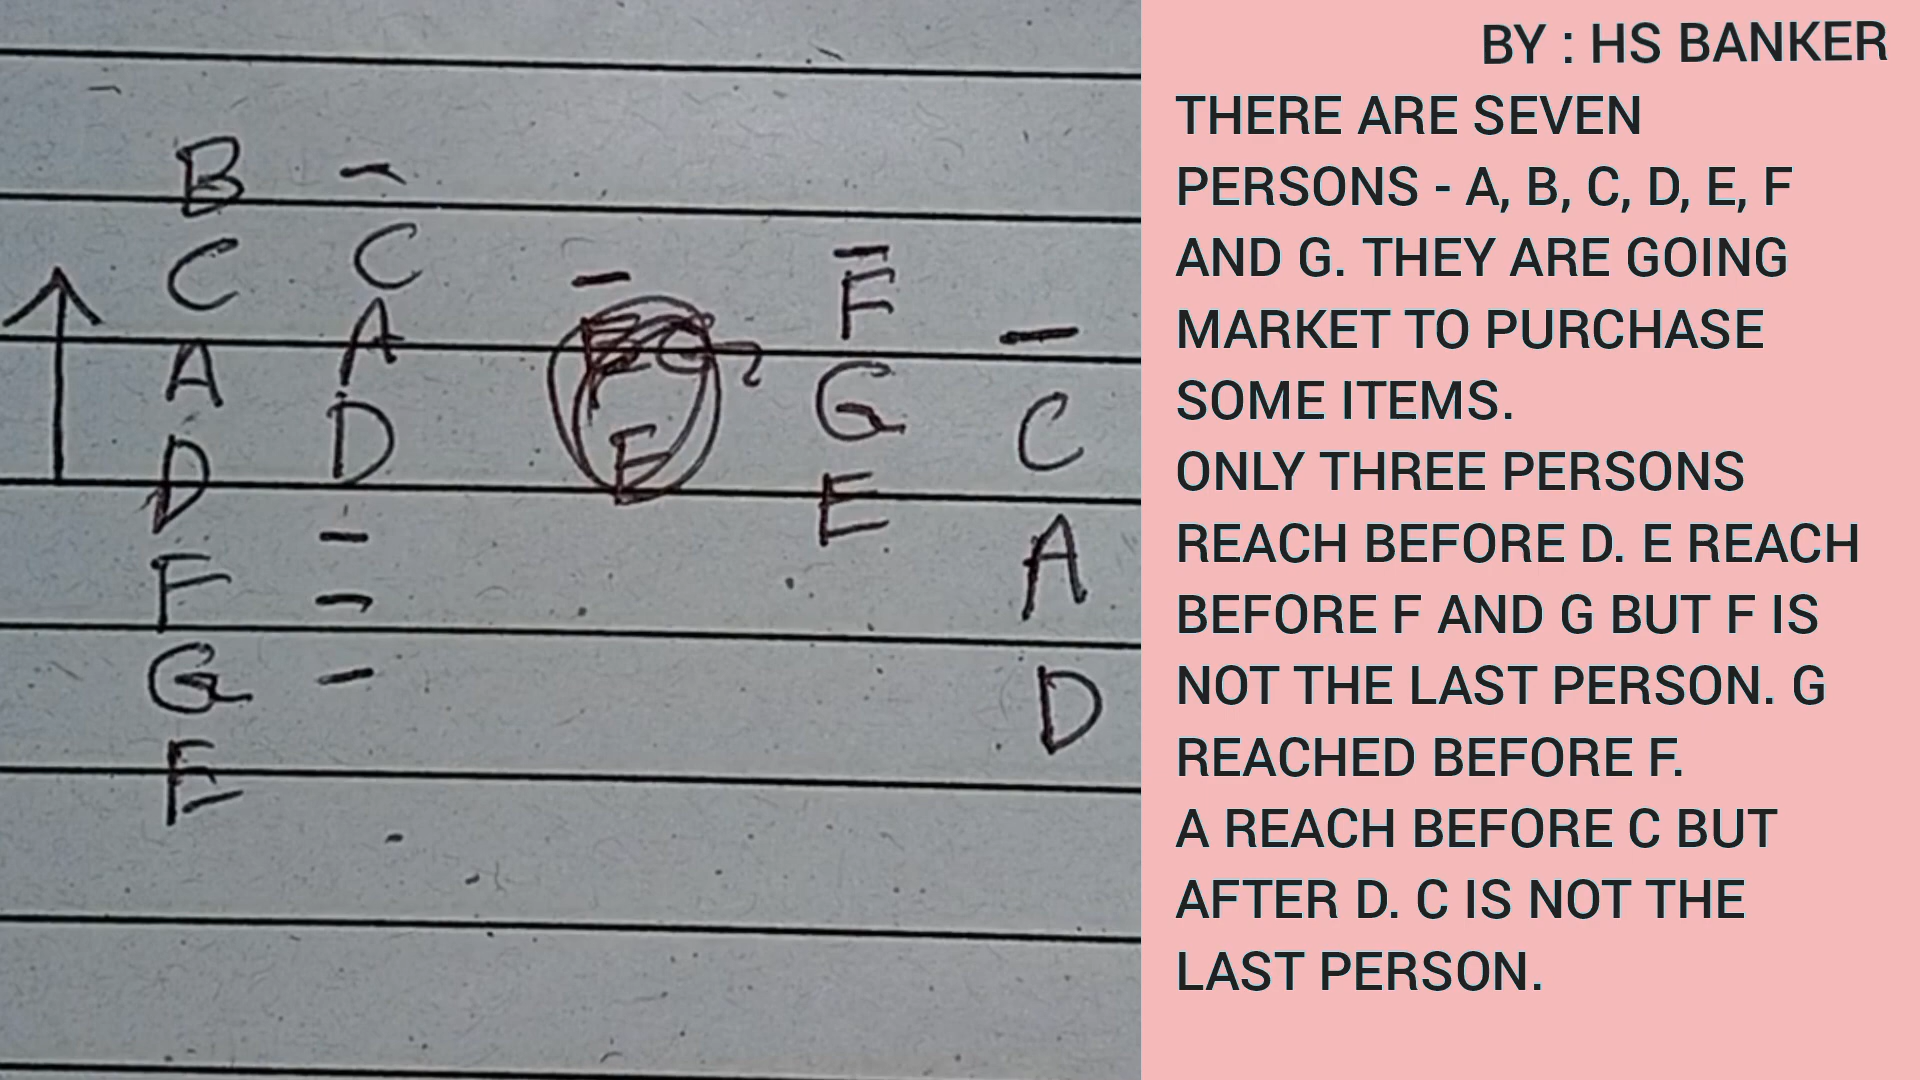 BY : HS BANKER
THERE ARE SEVEN
PERSONS - A, B, C, D, E, F
AND G. THEY ARE GOING
MARKET TO PURCHASE
SOME ITEMS.
ONLY THREE PERSONS
REACH BEFORE D. E REACH
BEFORE F AND G BUT F IS
NOT THE LAST PERSON. G
REACHED BEFORE F.
A REACH BEFORE C BUT
AFTER D. C IS NOT THE
LAST PERSON.
B
C
A
D
F
G
E
–
C
A
D
–
–
–
–
E
–
F
G
E
–
C
A
D